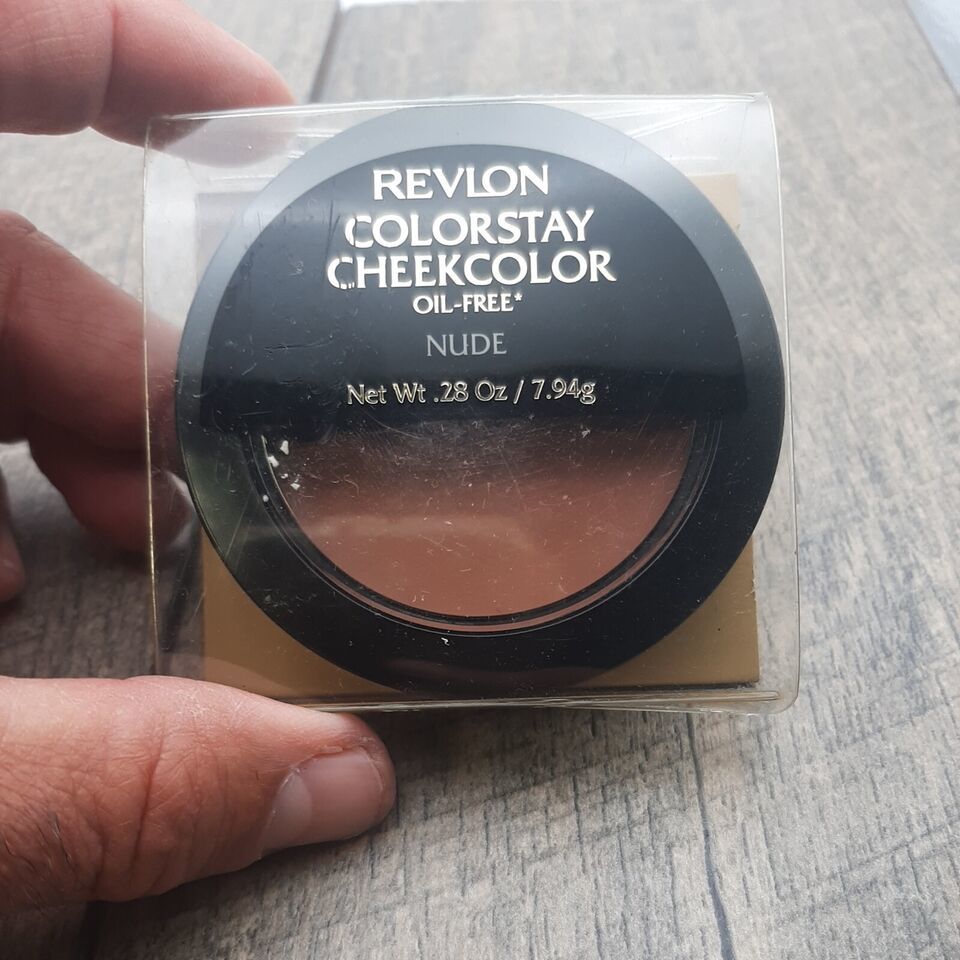 REVLON
COLORSTAY
CHEEKCOLOR
OIL-FREE*
NUDE
Net Wt .28 Oz / 7.94g